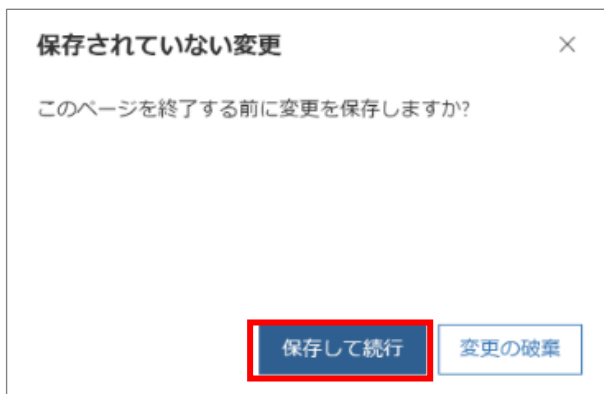 保存されていない変更
このページを終了する前に変更を保存しますか?
保存して続行
変更の破棄